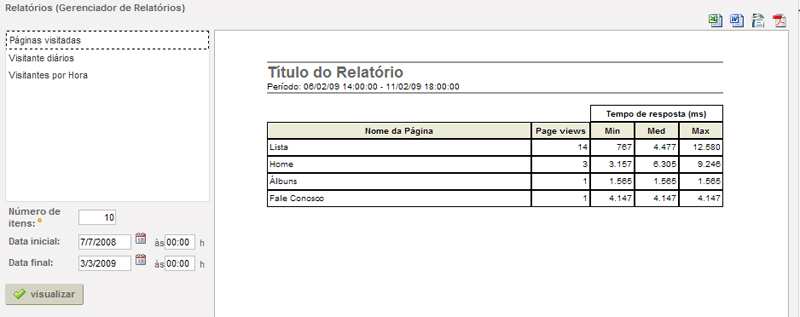 Relatórios (Gerenciador de Relatórios)
Páginas visitadas
Visitante diários
Visitantes por Hora
Número de
itens: *
10
Data inicial: 7/7/2008 às 00:00 h
Data final: 3/3/2009 às 00:00 h
visualizar
Título do Relatório
Período: 06/02/09 14:00:00 - 11/02/09 18:00:00
Tempo de resposta (ms)
Nome da Página Page views Min Med Max
Lista 14 767 4.477 12.580
Home 3 3.157 6.305 9.246
Álbuns 1 1.565 1.565 1.565
Fale Conosco 1 4.147 4.147 4.147